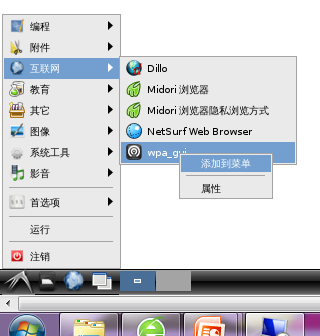 编程
附件
互联网
教育
其它
图像
系统工具
影音
首选项
运行
注销
Dillo
Midori 浏览器
Midori 浏览器隐私浏览方式
NetSurf Web Browser
wpa_gui
添加到菜单
属性